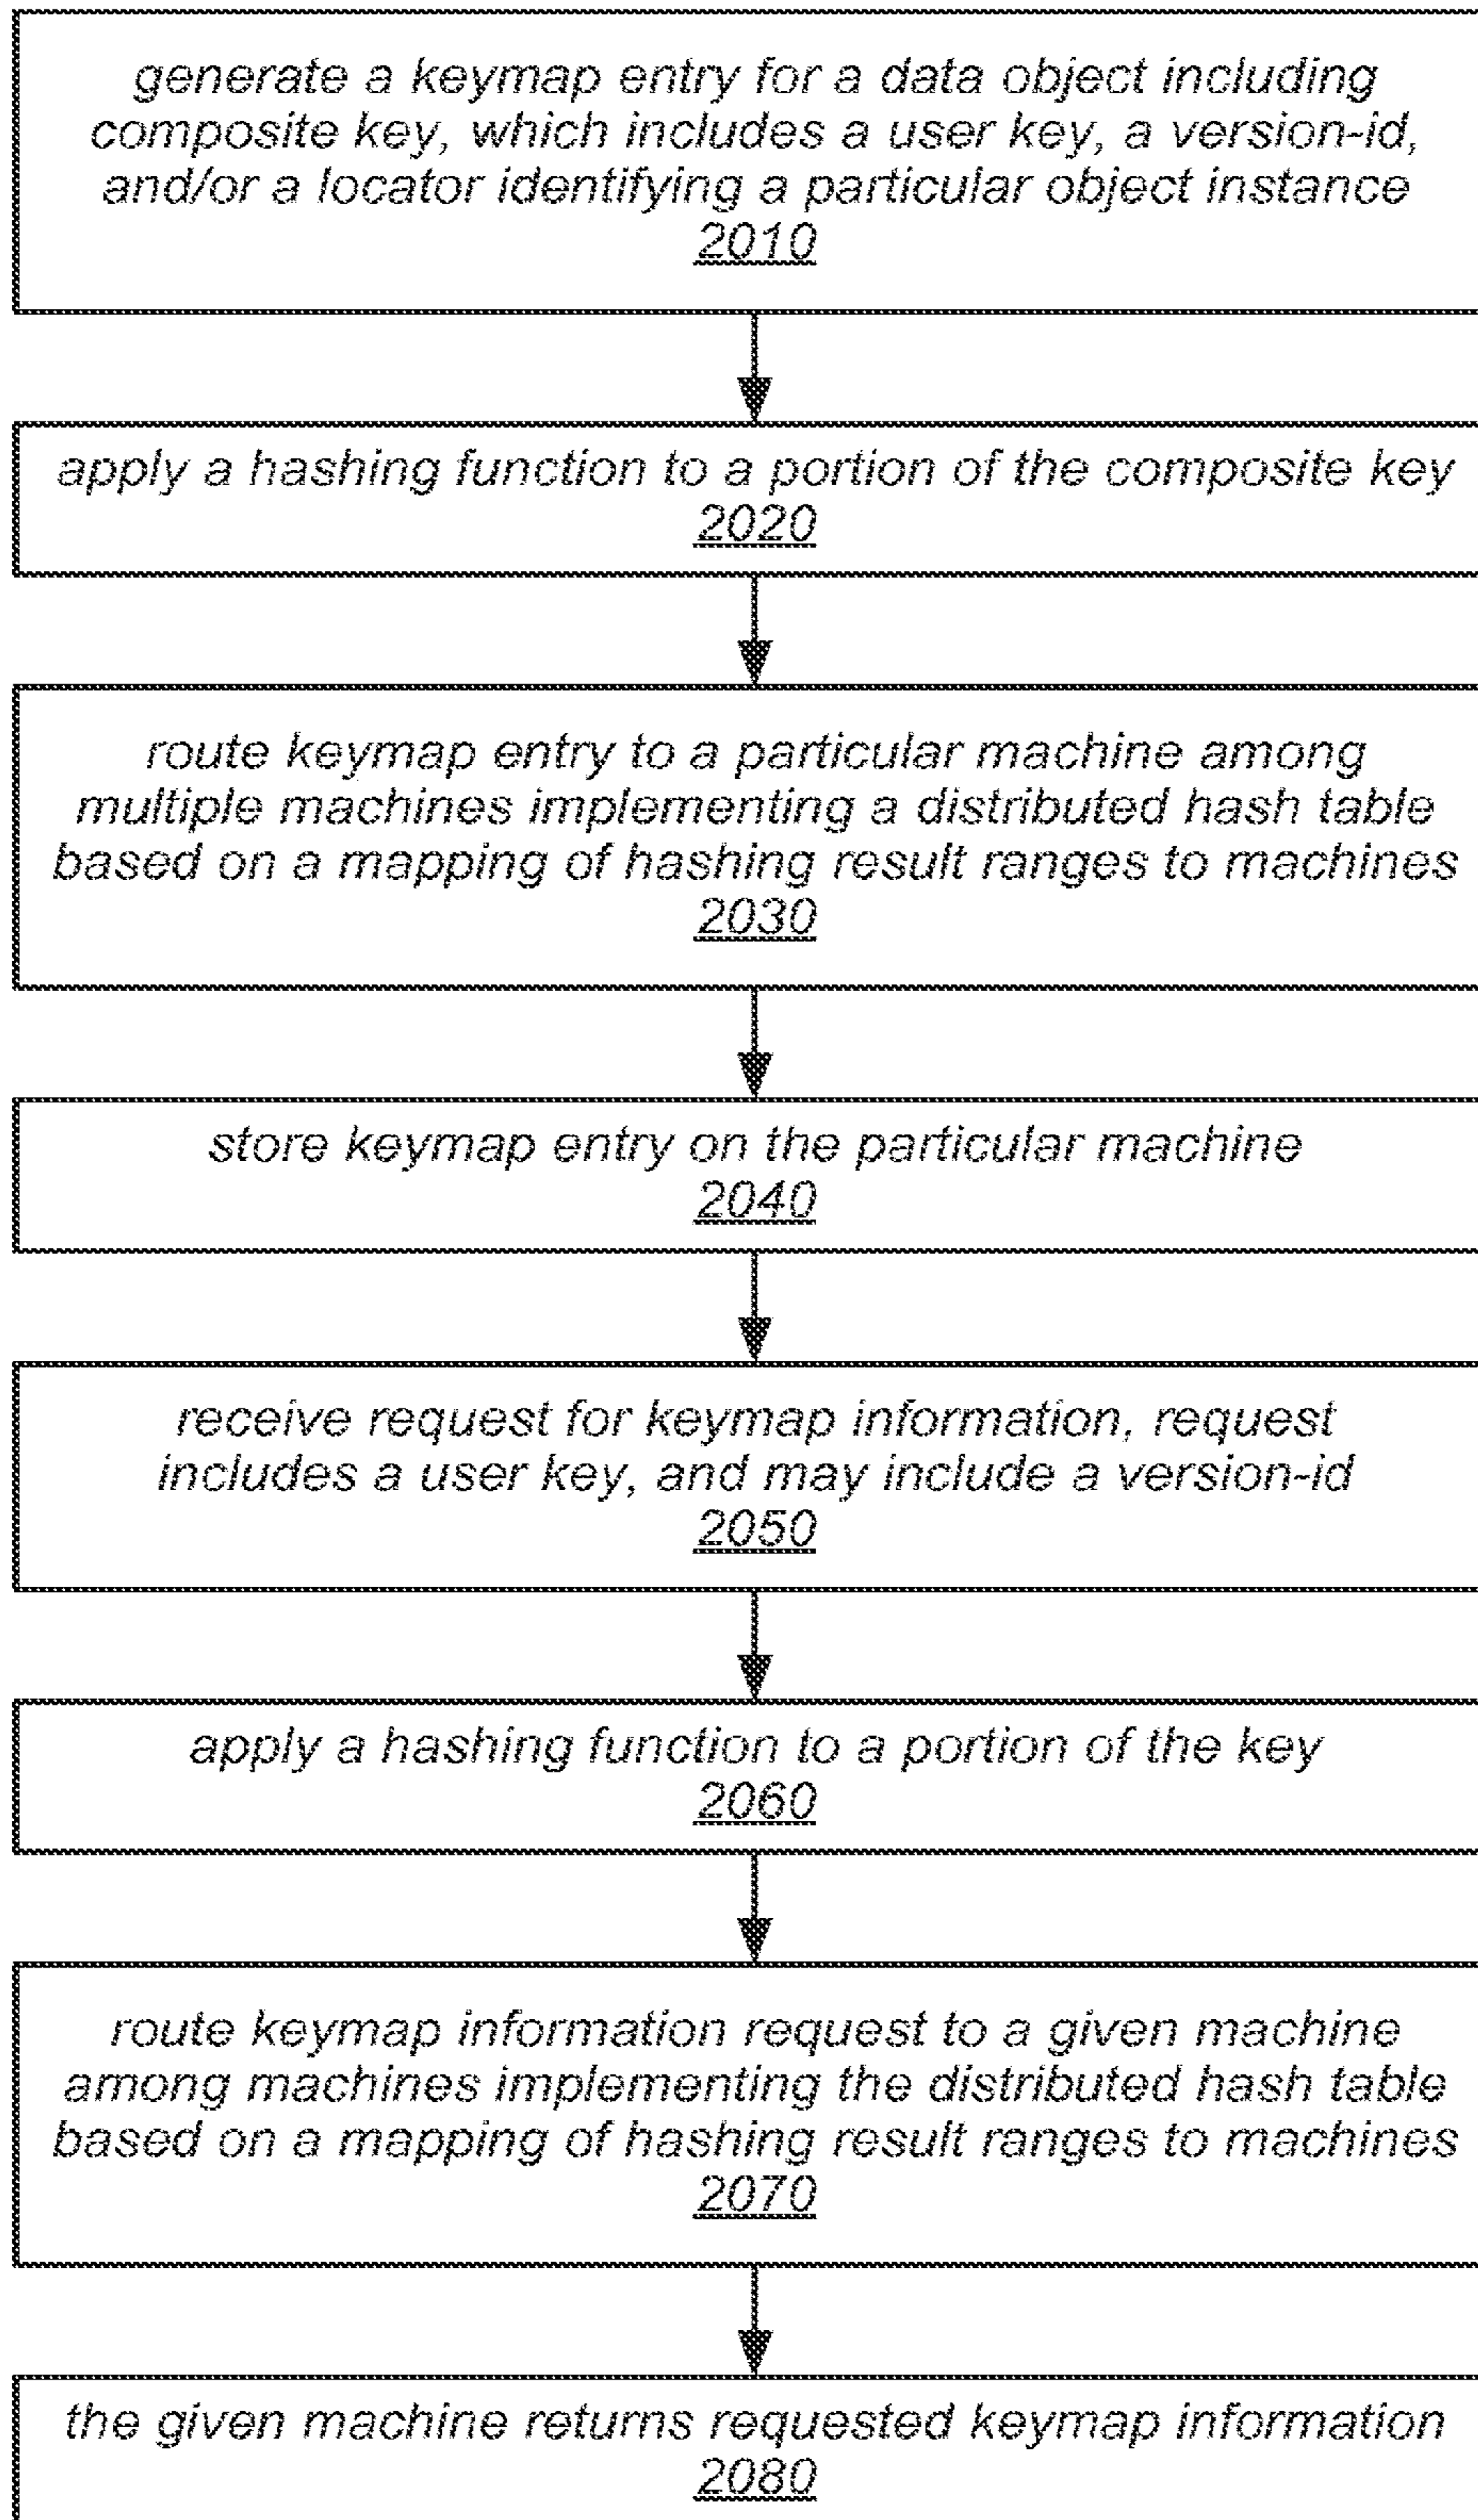 generate a keymap entry for a data object including
composite key, which includes a user key, a version-id,
and/or a locator identifying a particular object instance
2010
apply a hashing function to a portion of the composite key
2020
route keymap entry to a particular machine among
multiple machines implementing a distributed hash table
based on a mapping of hashing result ranges to machines
2030
store keymap entry on the particular machine
2040
receive request for keymap information, request
includes a user key, and may include a version-id
2050
apply a hashing function to a portion of the key
2060
route keymap information request to a given machine
among machines implementing the distributed hash table
based on a mapping of hashing result ranges to machines
2070
the given machine returns requested keymap information
2080